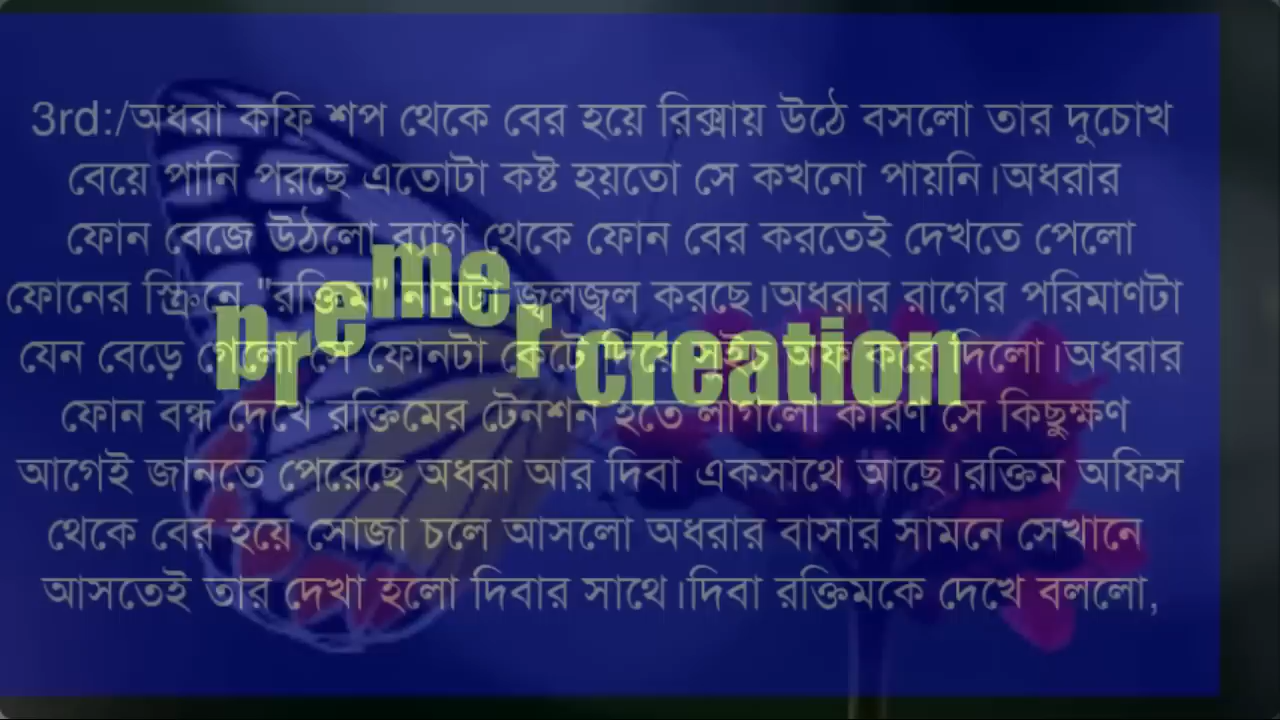 3rd:/অধরা কফি শপ থেকে বের হয়ে রিক্সায় উঠে বসলো তার দুচোখ
বেয়ে পানি পরছে এতোটা কষ্ট হয়তো সে কখনো পায়নি।অধরার
ফোন বেজে উঠলো ব্যাগ থেকে ফোন বের করতেই দেখতে পেলো
ফোনের স্ক্রিনে "রক্তিম" নামটা জ্বলজ্বল করছে।অধরার রাগের পরিমাণটা
যেন বেড়ে গেলো সে ফোনটা কেটে দিয়ে সুইচ অফ করে দিলো।অধরার
ফোন বন্ধ দেখে রক্তিমের টেনশন হতে লাগলো কারণ সে কিছুক্ষণ
আগেই জানতে পেরেছে অধরা আর দিবা একসাথে আছে।রক্তিম অফিস
থেকে বের হয়ে সোজা চলে আসলো অধরার বাসার সামনে সেখানে
আসতেই তার দেখা হলো দিবার সাথে।দিবা রক্তিমকে দেখে বললো,
premer creation